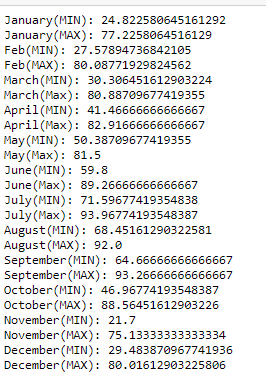 January(MIN): 24.822580645161292
January(MAX): 77.2258064516129
Feb(MIN): 27.57894736842105
Feb(MAX): 80.08771929824562
March(MIN): 30.306451612903224
March(Max): 80.88709677419355
April(MIN): 41.46666666666667
April(Max): 82.91666666666667
May(MIN): 50.38709677419355
May(Max): 81.5
June(MIN): 59.8
June(Max): 89.26666666666667
July(MIN): 71.59677419354838
July(MAX): 93.96774193548387
August(MIN): 68.45161290322581
August(MAX): 92.0
September(MIN): 64.66666666666667
September(MIN): 93.26666666666667
October(MIN): 46.96774193548387
October(MAX): 88.56451612903226
November(MIN): 21.7
November(MAX): 75.13333333333334
December(MIN): 29.483870967741936
December(MAX): 80.01612903225806